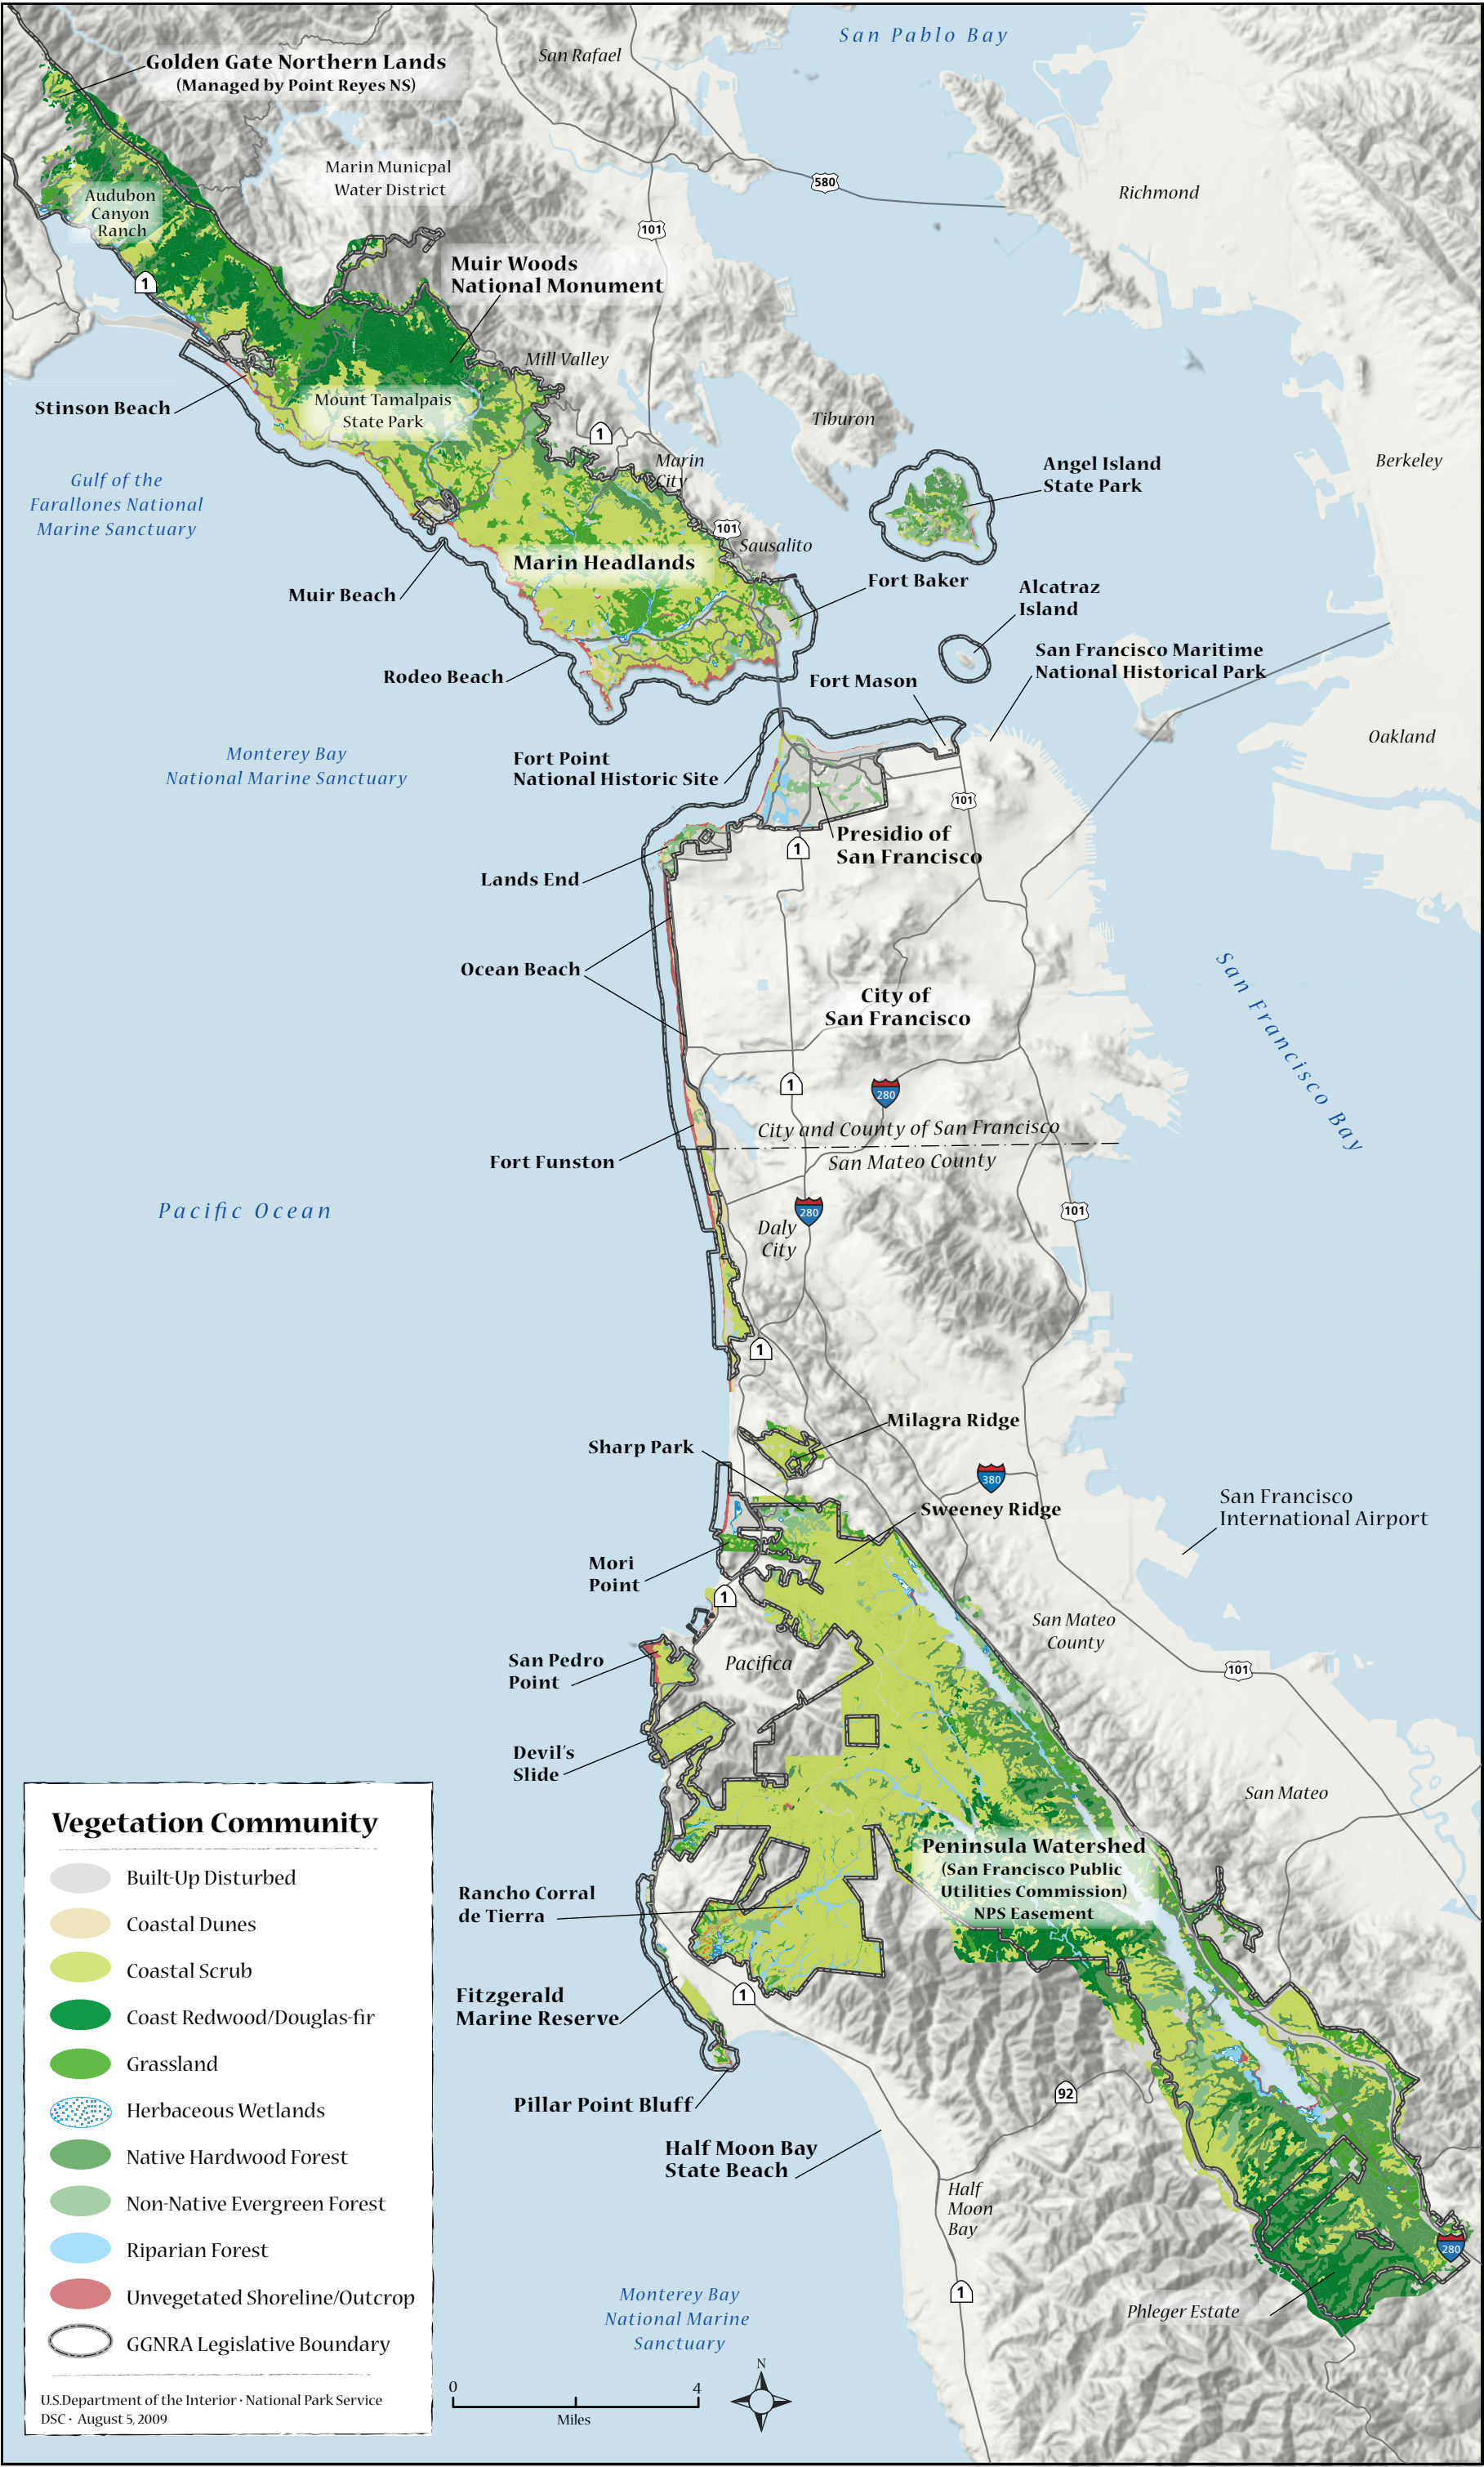 San Pablo Bay
San Rafael
Golden Gate Northern Lands
(Managed by Point Reyes NS)
Marin Municpal
Water District
580
Richmond
Audubon
Canyon
Ranch
101
1
Muir Woods
National Monument
Mill Valley
Stinson Beach
Mount Tamalpais
State Park
Tiburon
1
Marin
City
Berkeley
Angel Island
State Park
Gulf of the
Farallones National
Marine Sanctuary
101
Sausalito
Marin Headlands
Fort Baker
Muir Beach
Alcatraz
Island
San Francisco Maritime
National Historical Park
Rodeo Beach
Fort Mason
Oakland
Monterey Bay
National Marine Sanctuary
Fort Point
National Historic Site
101
Presidio of
San Francisco
1
Lands End
Ocean Beach
City of
San Francisco
San Francisco Bay
1
280
City and County of San Francisco
San Mateo County
Fort Funston
Pacific Ocean
280
101
Daly
City
1
Milagra Ridge
Sharp Park
380
San Francisco
International Airport
Sweeney Ridge
Mori
Point
1
San Mateo
County
San Pedro
Point
Pacifica
101
Devil's
Slide
San Mateo
Peninsula Watershed
(San Francisco Public
Utilities Commission)
NPS Easement
Rancho Corral
de Tierra
Fitzgerald
Marine Reserve
1
Pillar Point Bluff
92
Half Moon Bay
State Beach
Half
Moon
Bay
280
1
Phleger Estate
Monterey Bay
National Marine
Sanctuary
Vegetation Community
Built-Up Disturbed
Coastal Dunes
Coastal Scrub
Coast Redwood/Douglas-fir
Grassland
Herbaceous Wetlands
Native Hardwood Forest
Non-Native Evergreen Forest
Riparian Forest
Unvegetated Shoreline/Outcrop
GGNRA Legislative Boundary
U.S.Department of the Interior • National Park Service
DSC • August 5, 2009
0 4
Miles
N